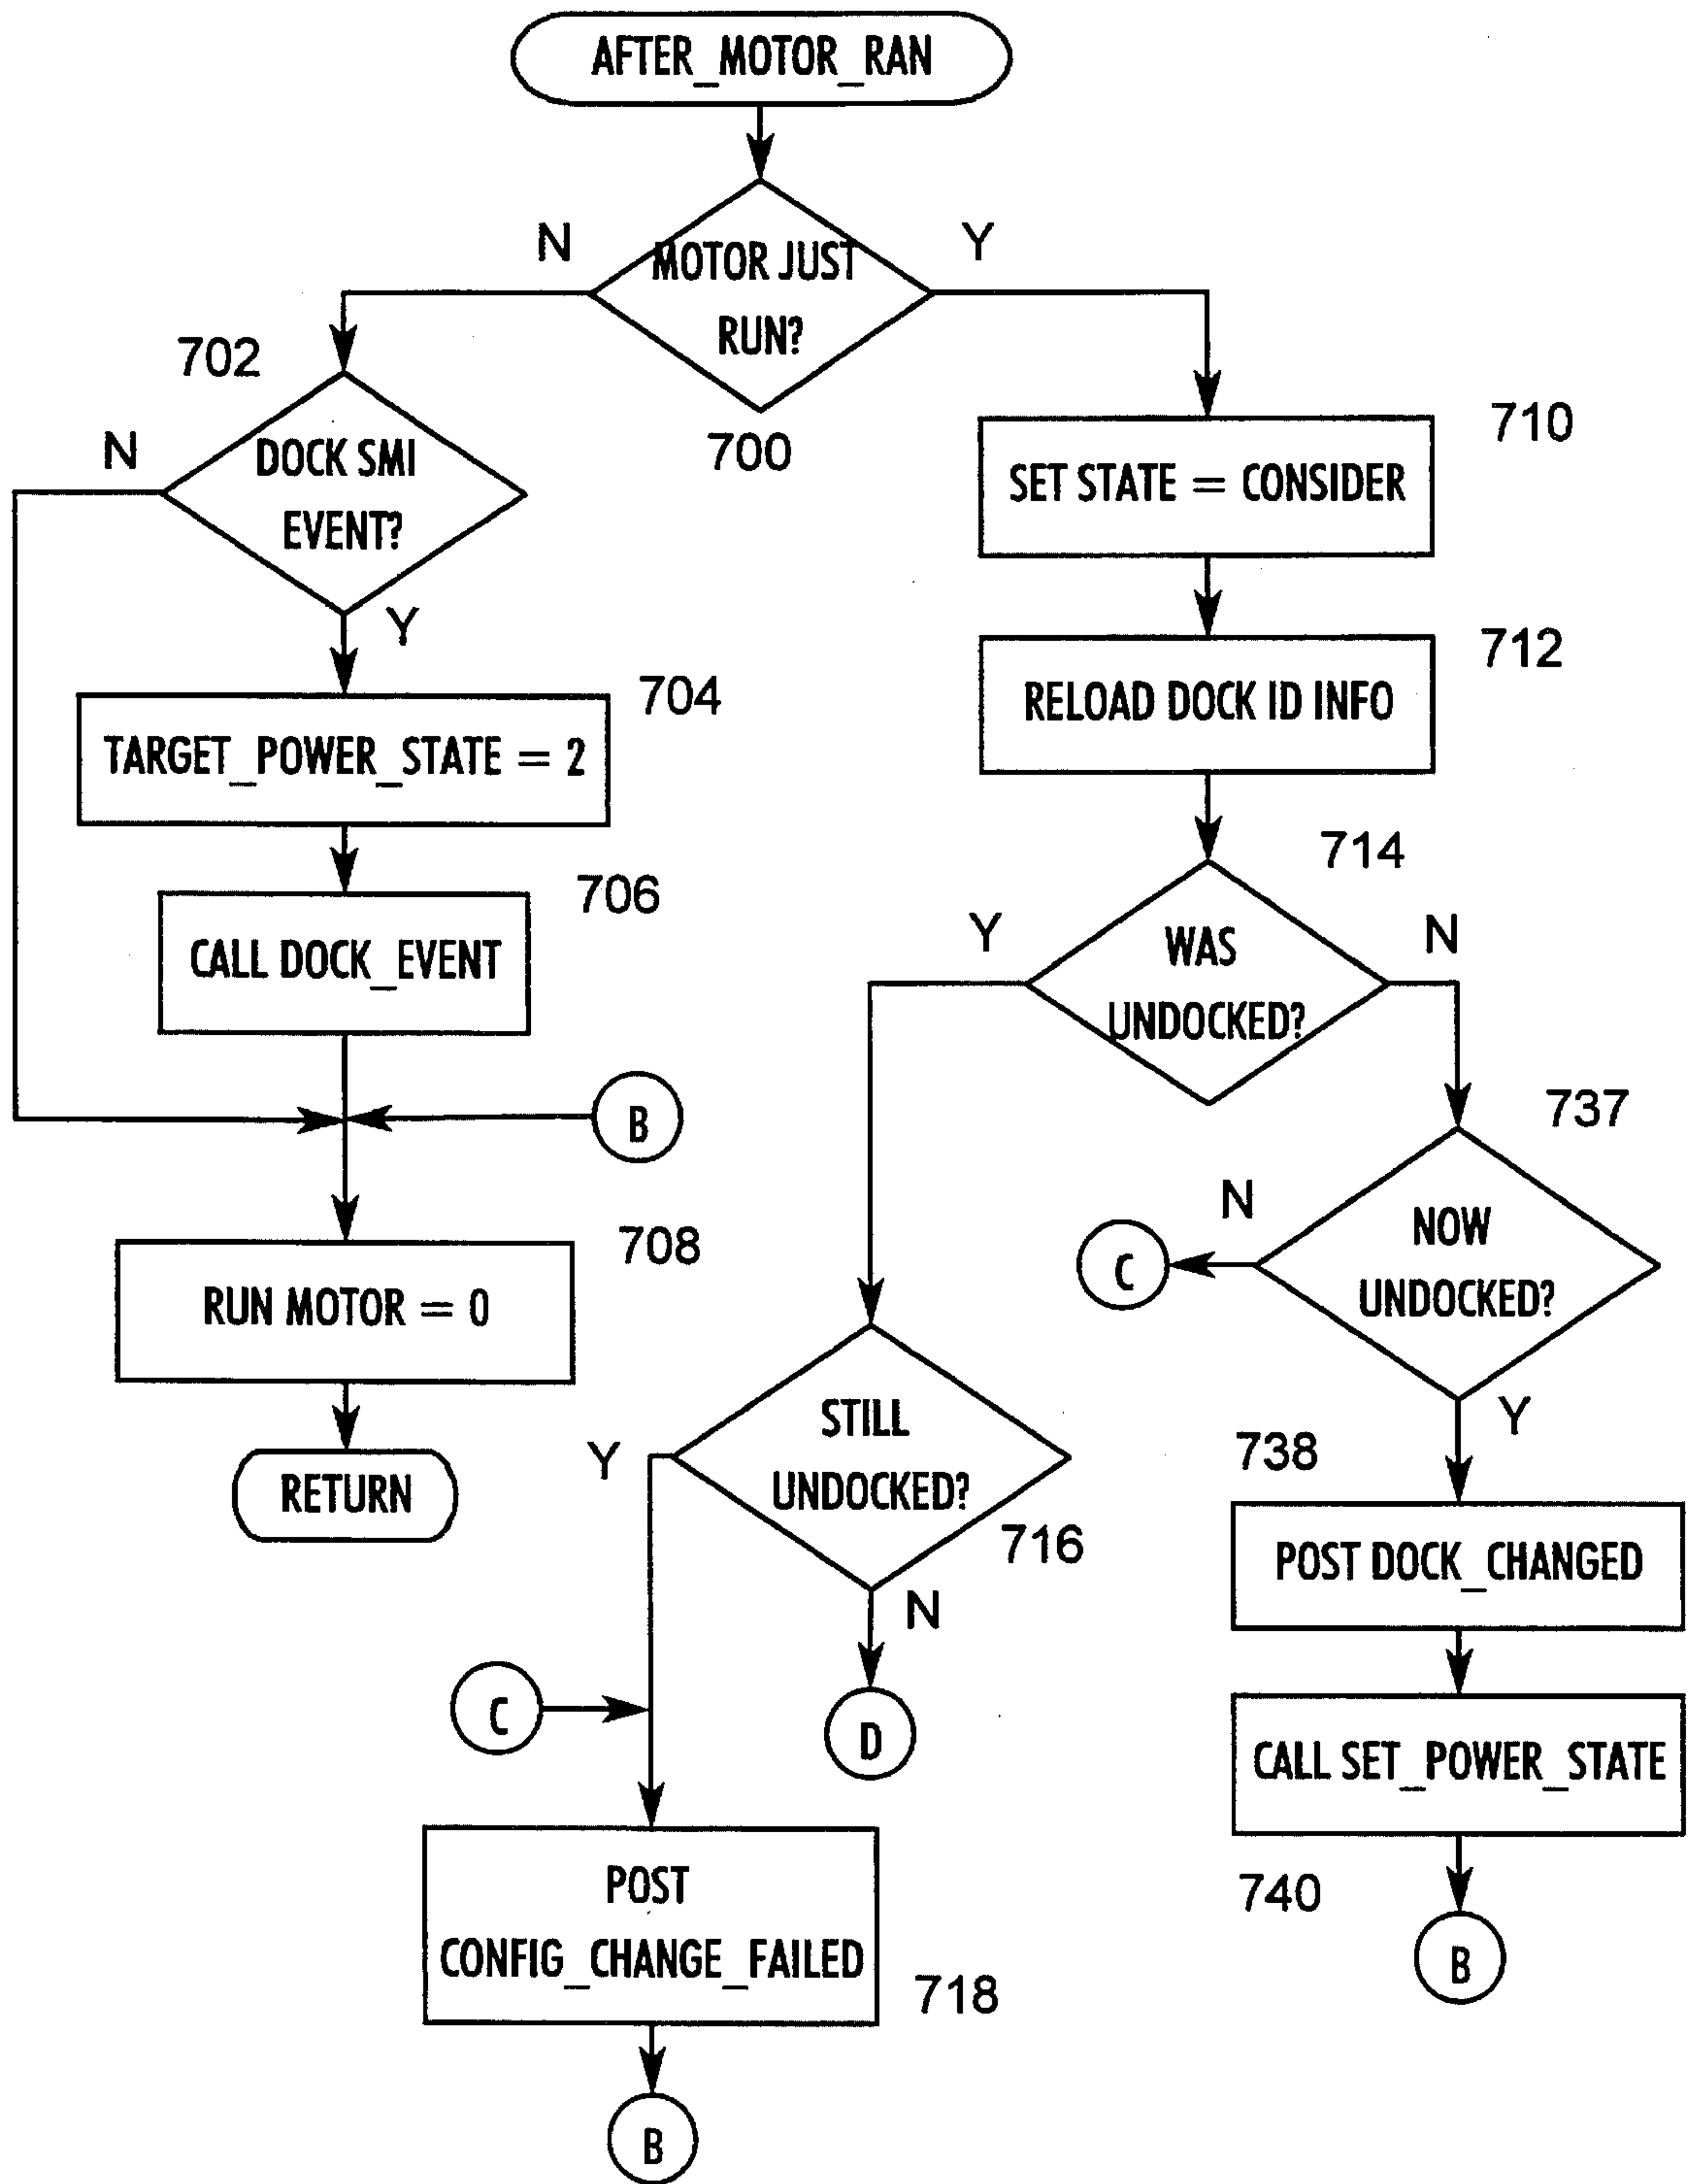 AFTER_MOTOR_RAN
N
Y
MOTOR JUST
RUN?
700
702
N
DOCK SMI
EVENT?
Y
704
TARGET_POWER_STATE = 2
706
CALL DOCK_EVENT
B
708
RUN MOTOR = 0
RETURN
710
SET STATE = CONSIDER
712
RELOAD DOCK ID INFO
714
Y
N
WAS
UNDOCKED?
737
N
C
NOW
UNDOCKED?
Y
STILL
UNDOCKED?
Y
716
N
C
D
738
POST DOCK_CHANGED
CALL SET_POWER_STATE
740
B
POST
CONFIG_CHANGE_FAILED
718
B